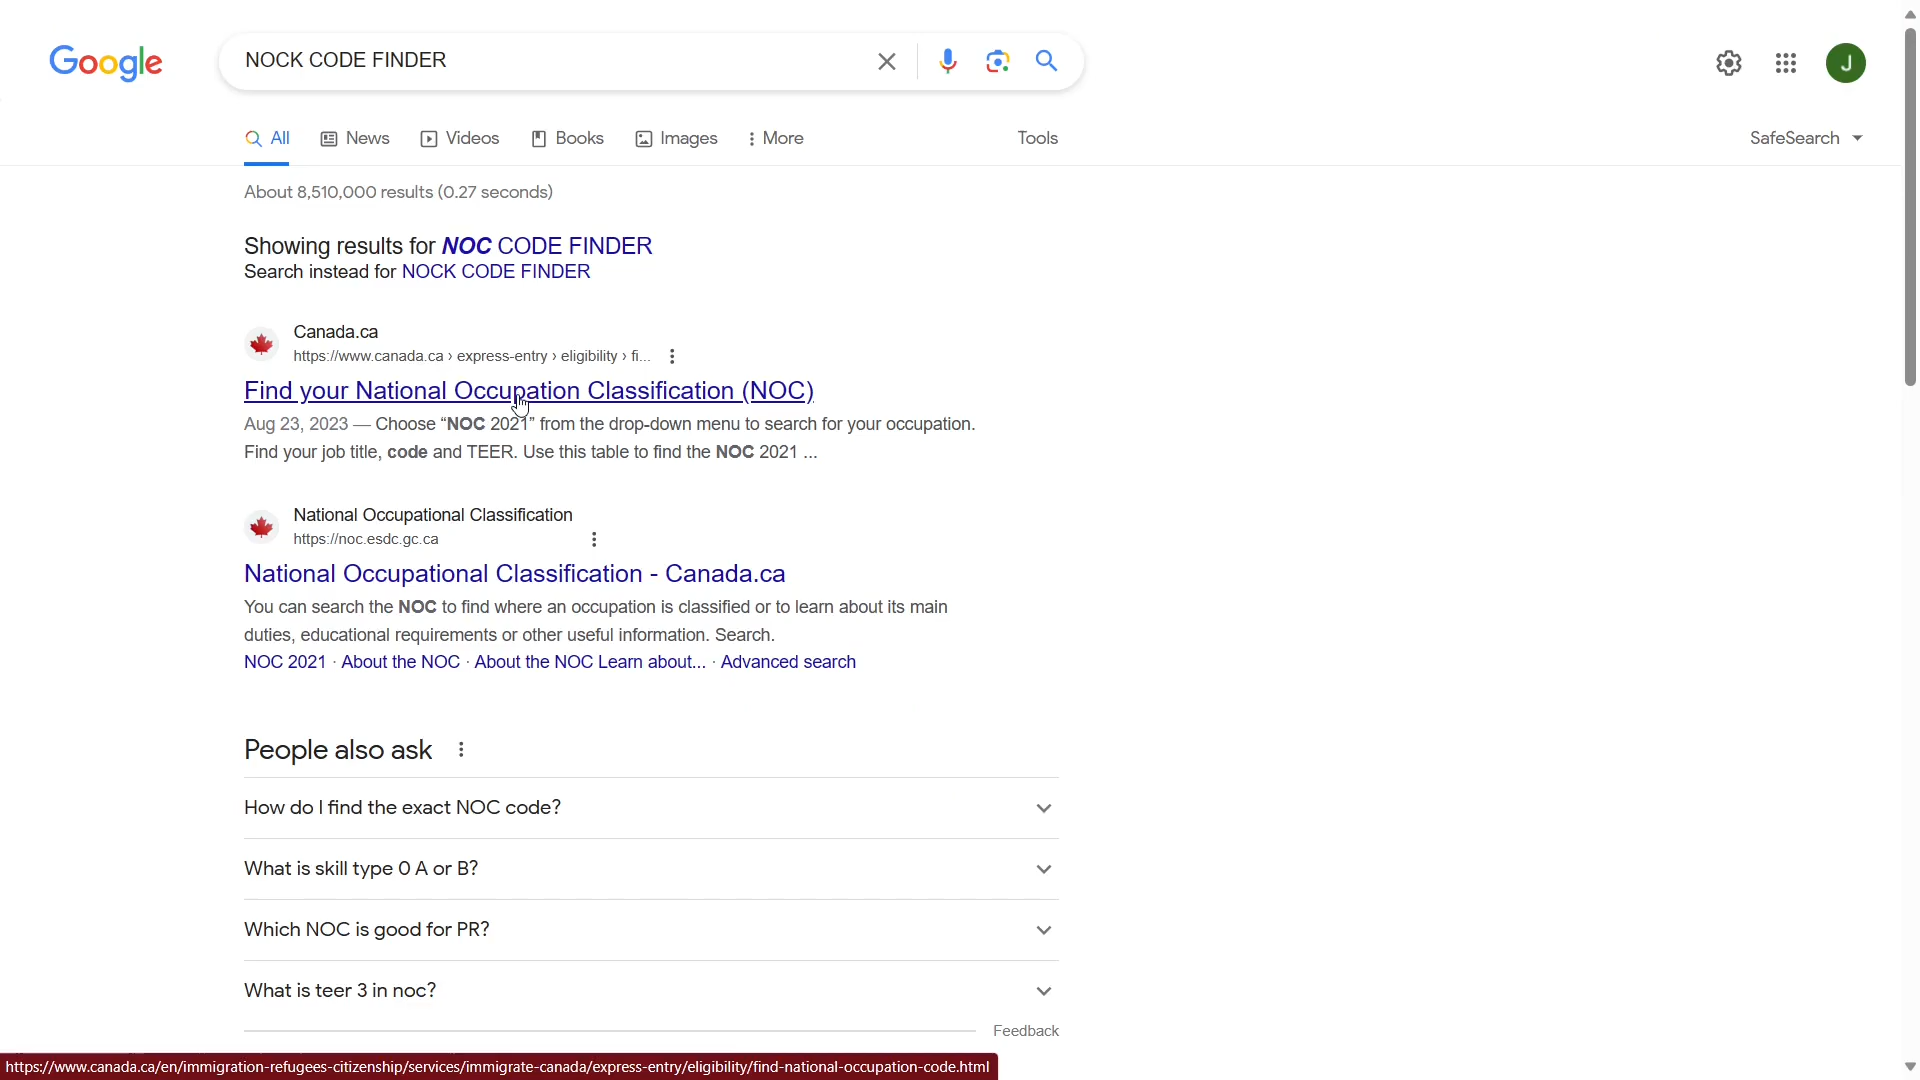 Google
NOCK CODE FINDER
J
All
News
Videos
Books
Images
More
Tools
SafeSearch
About 8,510,000 results (0.27 seconds)
Showing results for NOC CODE FINDER
Search instead for NOCK CODE FINDER
Canada.ca
https://www.canada.ca › express-entry › eligibility › fi...
Find your National Occupation Classification (NOC)
Aug 23, 2023 — Choose “NOC 2021” from the drop-down menu to search for your occupation.
Find your job title, code and TEER. Use this table to find the NOC 2021 ...
National Occupational Classification
https://noc.esdc.gc.ca
National Occupational Classification - Canada.ca
You can search the NOC to find where an occupation is classified or to learn about its main
duties, educational requirements or other useful information. Search.
NOC 2021 · About the NOC · About the NOC Learn about... · Advanced search
People also ask
How do I find the exact NOC code?
What is skill type 0 A or B?
Which NOC is good for PR?
What is teer 3 in noc?
Feedback
https://www.canada.ca/en/immigration-refugees-citizenship/services/immigrate-canada/express-entry/eligibility/find-national-occupation-code.html